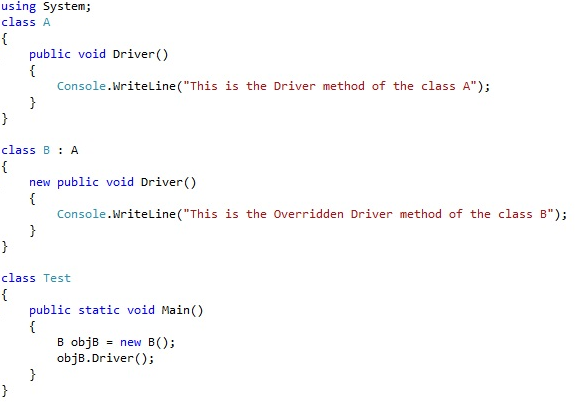 using System;
class A
{
    public void Driver()
    {
        Console.WriteLine("This is the Driver method of the class A");
    }
}

class B : A
{
    new public void Driver()
    {
        Console.WriteLine("This is the Overridden Driver method of the class B");
    }
}

class Test
{
    public static void Main()
    {
        B objB = new B();
        objB.Driver();
    }
}